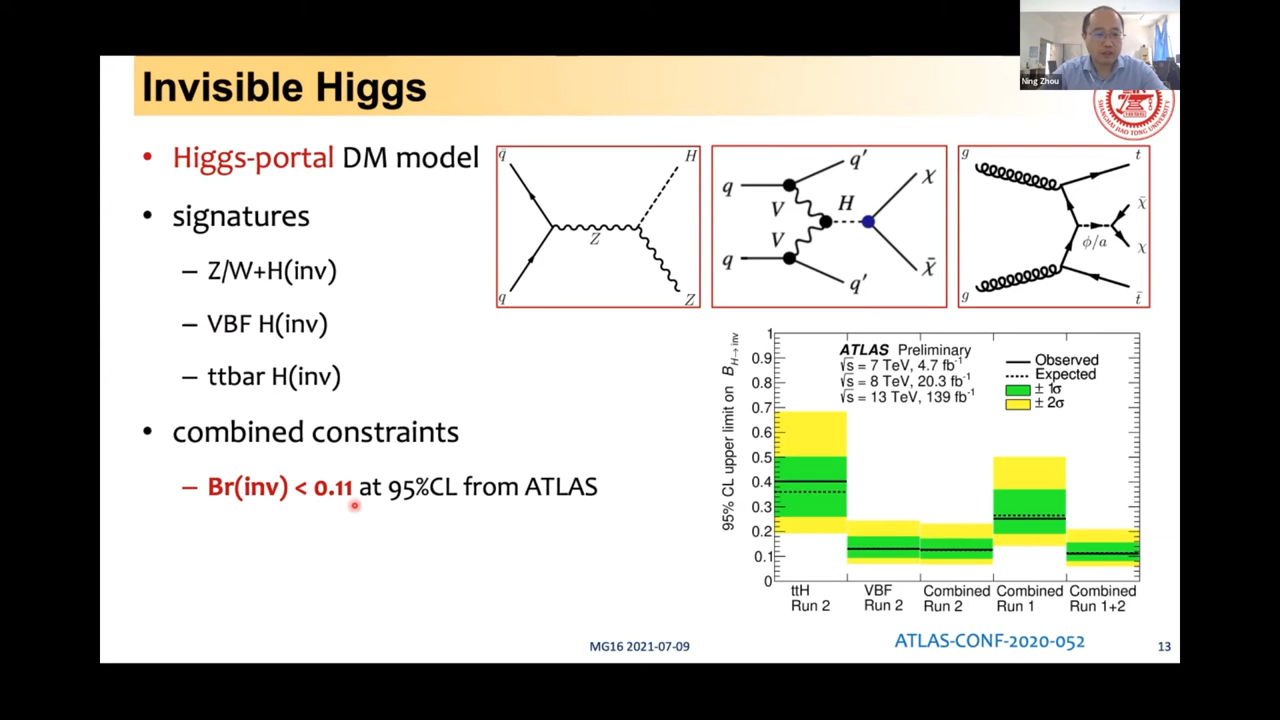 Ning Zhou
Invisible Higgs
SHANGHAI JIAO TONG UNIVERSITY
• Higgs-portal DM model
• signatures
– Z/W+H(inv)
– VBF H(inv)
– ttbar H(inv)
• combined constraints
– Br(inv) < 0.11 at 95%CL from ATLAS
q̄
H
Z
q
Z
q
q'
V
H
χ
V
q
q'
χ̄
g
t
χ̄
ϕ/a
χ
g
t̄
95% CL upper limit on B H→inv
1
0.9
0.8
0.7
0.6
0.5
0.4
0.3
0.2
0.1
0
ATLAS Preliminary
√s = 7 TeV, 4.7 fb⁻¹
√s = 8 TeV, 20.3 fb⁻¹
√s = 13 TeV, 139 fb⁻¹
Observed
Expected
± 1σ
± 2σ
ttH
Run 2
VBF
Run 2
Combined
Run 2
Combined
Run 1
Combined
Run 1+2
MG16 2021-07-09
ATLAS-CONF-2020-052
13